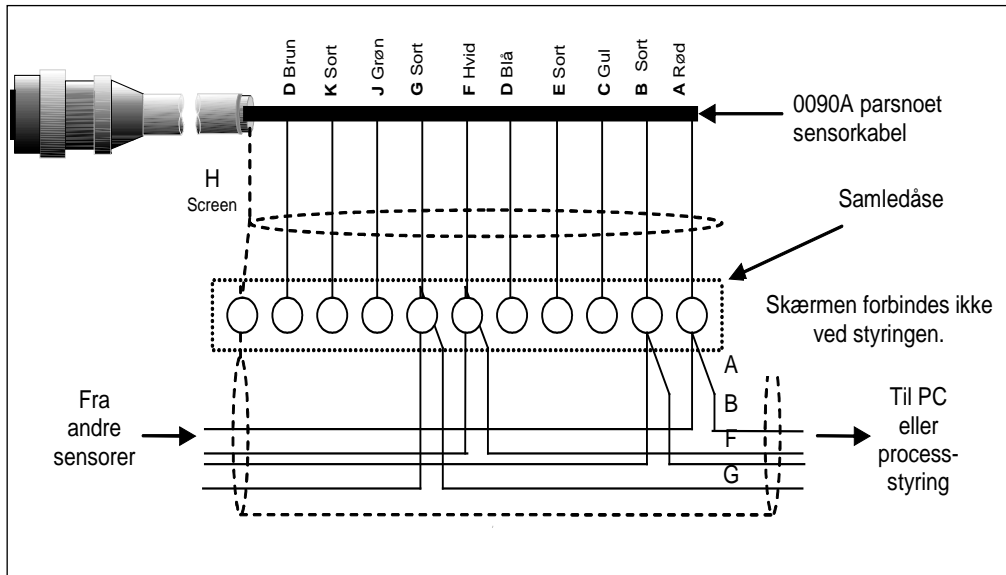 D Brun
K Sort
J Grøn
G Sort
F Hvid
D Blå
E Sort
C Gul
B Sort
A Rød
0090A parsnoet
sensorkabel
H
Screen
Samledåse
Skærmen forbindes ikke
ved styringen.
A
B
F
G
Fra
andre
sensorer
Til PC
eller
process-
styring